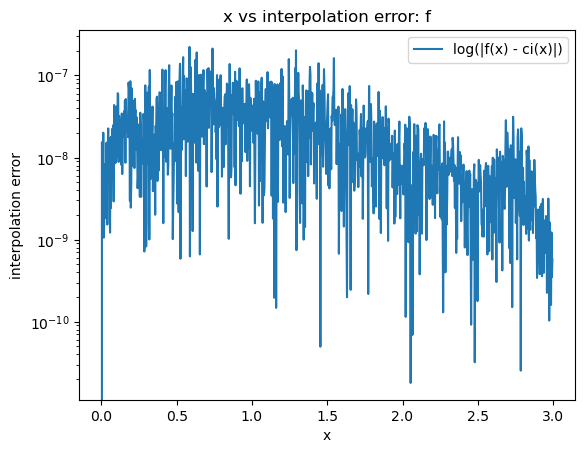 x vs interpolation error: f
log(|f(x) - ci(x)|)
interpolation error
10⁻⁷
10⁻⁸
10⁻⁹
10⁻¹⁰
0.0 0.5 1.0 1.5 2.0 2.5 3.0
x